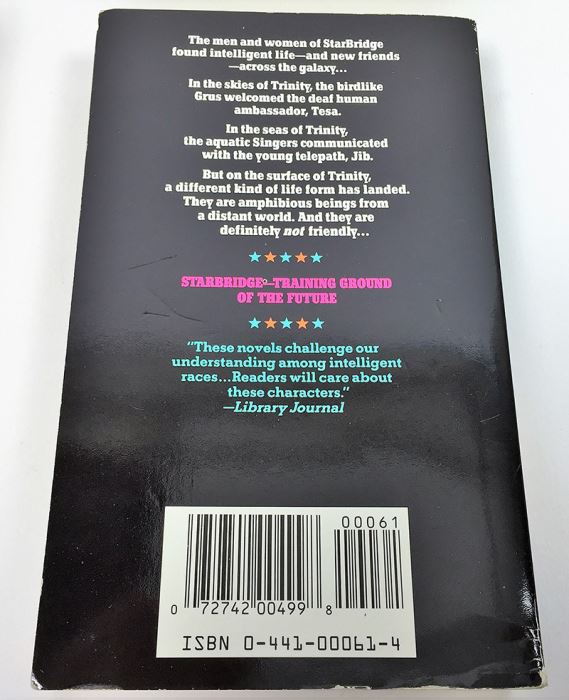 The men and women of StarBridge
found intelligent life—and new friends
—across the galaxy...
In the skies of Trinity, the birdlike
Grus welcomed the deaf human
ambassador, Tesa.
In the seas of Trinity,
the aquatic Singers communicated
with the young telepath, Jib.
But on the surface of Trinity,
a different kind of life form has landed.
They are amphibious beings from
a distant world. And they are
definitely not friendly...
★★★★★
STARBRIDGE—TRAINING GROUND
OF THE FUTURE
★★★★★
"These novels challenge our
understanding among intelligent
races...Readers will care about
these characters."
—Library Journal
00061
0 72742 00499 8
ISBN 0-441-00061-4